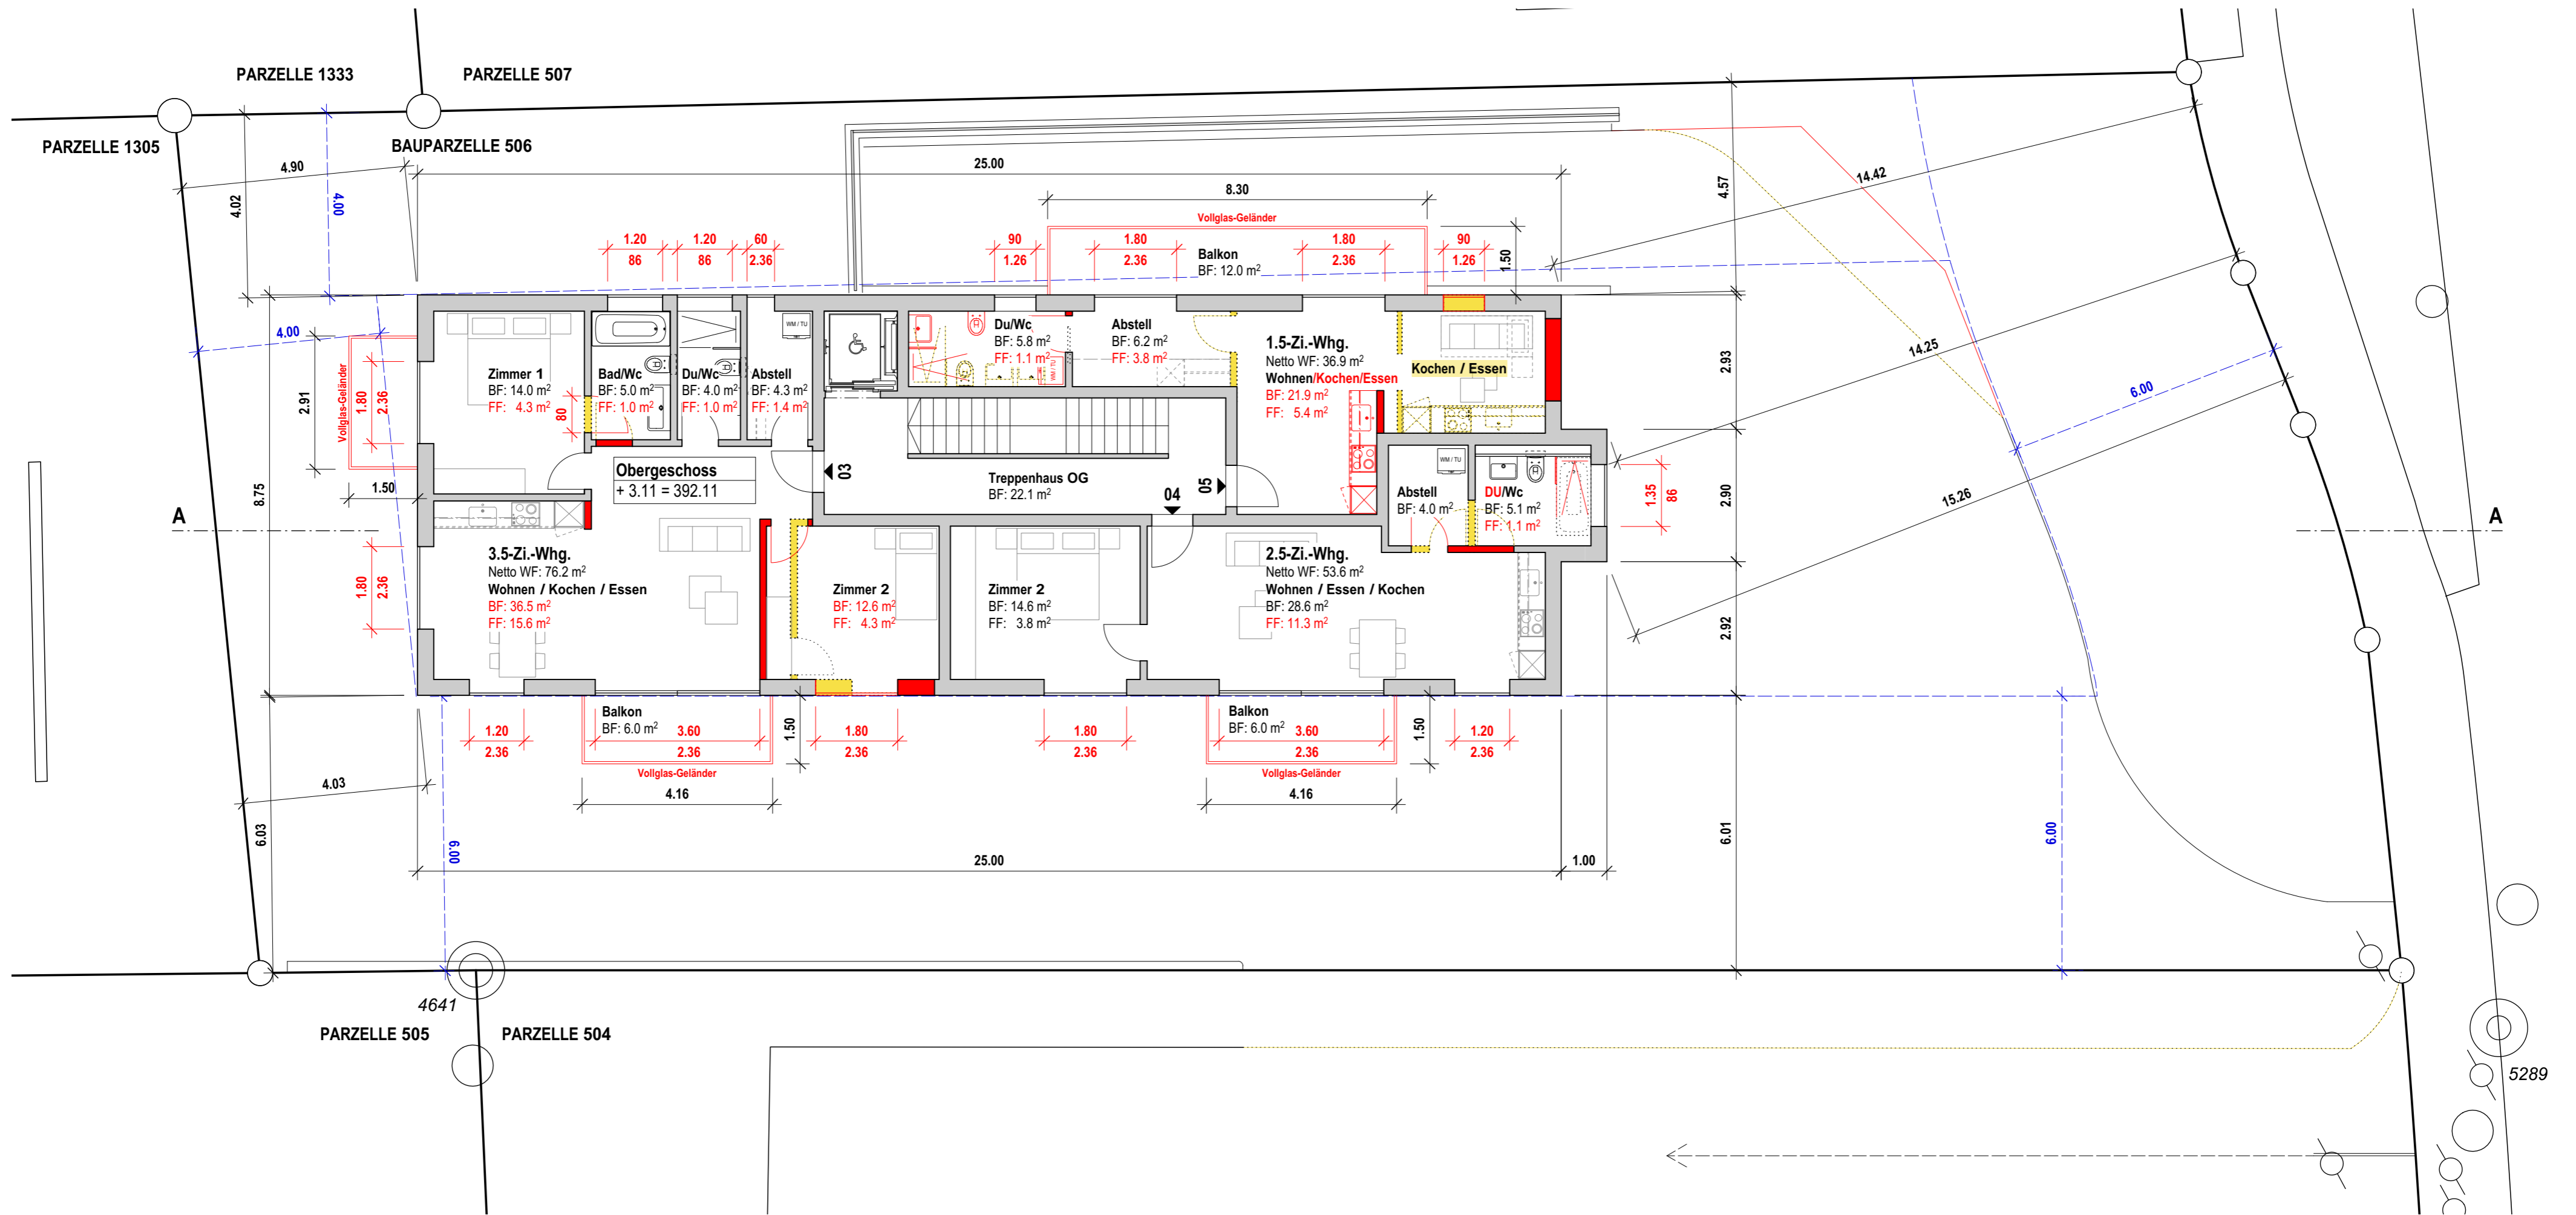 PARZELLE 1333
PARZELLE 507
PARZELLE 1305
BAUPARZELLE 506
4.90
4.02
4.00
25.00
8.30
4.57
14.42
Vollglas-Geländer
1.20
86
1.20
86
60
2.36
90
1.26
1.80
2.36
Balkon
BF: 12.0 m²
1.80
2.36
90
1.26
1.50
4.00
2.91
Vollglas-Geländer
1.80
2.36
1.50
8.75
Zimmer 1
BF: 14.0 m²
FF: 4.3 m²
80
Bad/Wc
BF: 5.0 m²
FF: 1.0 m²
Du/Wc
BF: 4.0 m²
FF: 1.0 m²
WM / TU
Abstell
BF: 4.3 m²
FF: 1.4 m²
Du/Wc
BF: 5.8 m²
FF: 1.1 m²
WM / TU
Abstell
BF: 6.2 m²
FF: 3.8 m²
1.5-Zi.-Whg.
Netto WF: 36.9 m²
Wohnen/Kochen/Essen
BF: 21.9 m²
FF: 5.4 m²
Kochen / Essen
2.93
14.25
6.00
Obergeschoss
+ 3.11 = 392.11
03
Treppenhaus OG
BF: 22.1 m²
04
05
WM / TU
Abstell
BF: 4.0 m²
DU/Wc
BF: 5.1 m²
FF: 1.1 m²
1.35
86
2.90
15.26
A
A
1.80
2.36
3.5-Zi.-Whg.
Netto WF: 76.2 m²
Wohnen / Kochen / Essen
BF: 36.5 m²
FF: 15.6 m²
Zimmer 2
BF: 12.6 m²
FF: 4.3 m²
Zimmer 2
BF: 14.6 m²
FF: 3.8 m²
2.5-Zi.-Whg.
Netto WF: 53.6 m²
Wohnen / Essen / Kochen
BF: 28.6 m²
FF: 11.3 m²
2.92
1.20
2.36
Balkon
BF: 6.0 m²
3.60
2.36
Vollglas-Geländer
1.50
1.80
2.36
1.80
2.36
Balkon
BF: 6.0 m²
3.60
2.36
Vollglas-Geländer
1.50
1.20
2.36
4.03
4.16
4.16
6.03
6.00
25.00
1.00
6.01
6.00
4641
PARZELLE 505
PARZELLE 504
5289